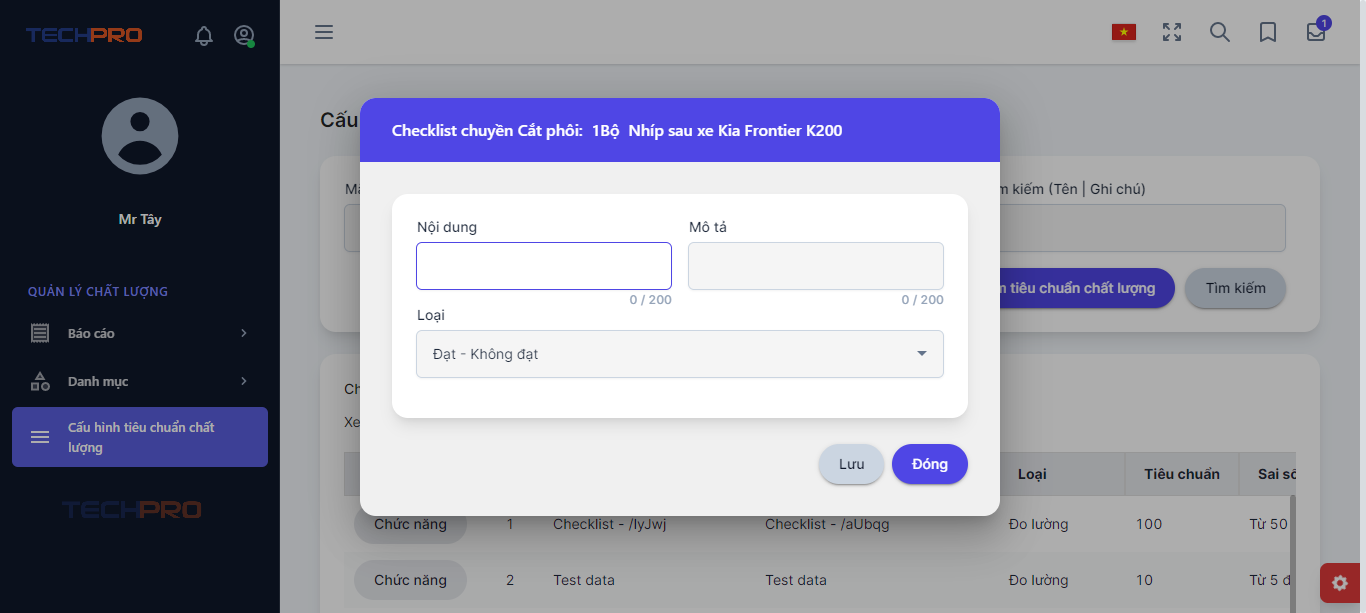 TECHPRO
1
Mr Tây
QUẢN LÝ CHẤT LƯỢNG
Báo cáo
Danh mục
Cấu hình tiêu chuẩn chất
lượng
TECHPRO
Cấu
kiếm (Tên | Ghi chú)
tiêu chuẩn chất lượng
Tìm kiếm
Checklist chuyền Cắt phôi: 1Bộ Nhíp sau xe Kia Frontier K200
Nội dung
Mô tả
0 / 200
0 / 200
Loại
Đạt - Không đạt
Lưu
Đóng
Loại
Tiêu chuẩn
Sai số
Chức năng
1
Checklist - /IyJwj
Checklist - /aUbqg
Đo lường
100
Từ 50
Chức năng
2
Test data
Test data
Đo lường
10
Từ 5